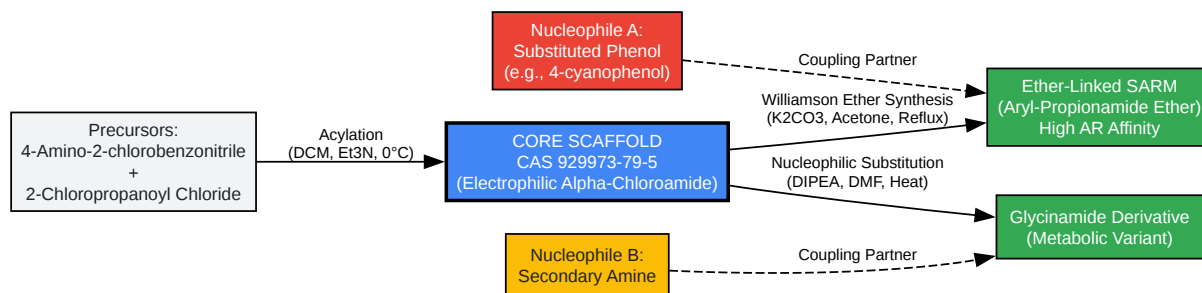 Nucleophile A:
Substituted Phenol
(e.g., 4-cyanophenol)
Coupling Partner
Ether-Linked SARM
(Aryl-Propionamide Ether)
High AR Affinity
Williamson Ether Synthesis
(K2CO3, Acetone, Reflux)
Precursors:
4-Amino-2-chlorobenzonitrile
+
2-Chloropropanoyl Chloride
Acylation
(DCM, Et3N, 0°C)
CORE SCAFFOLD
CAS 929973-79-5
(Electrophilic Alpha-Chloroamide)
Nucleophilic Substitution
(DIPEA, DMF, Heat)
Glycinamide Derivative
(Metabolic Variant)
Nucleophile B:
Secondary Amine
Coupling Partner